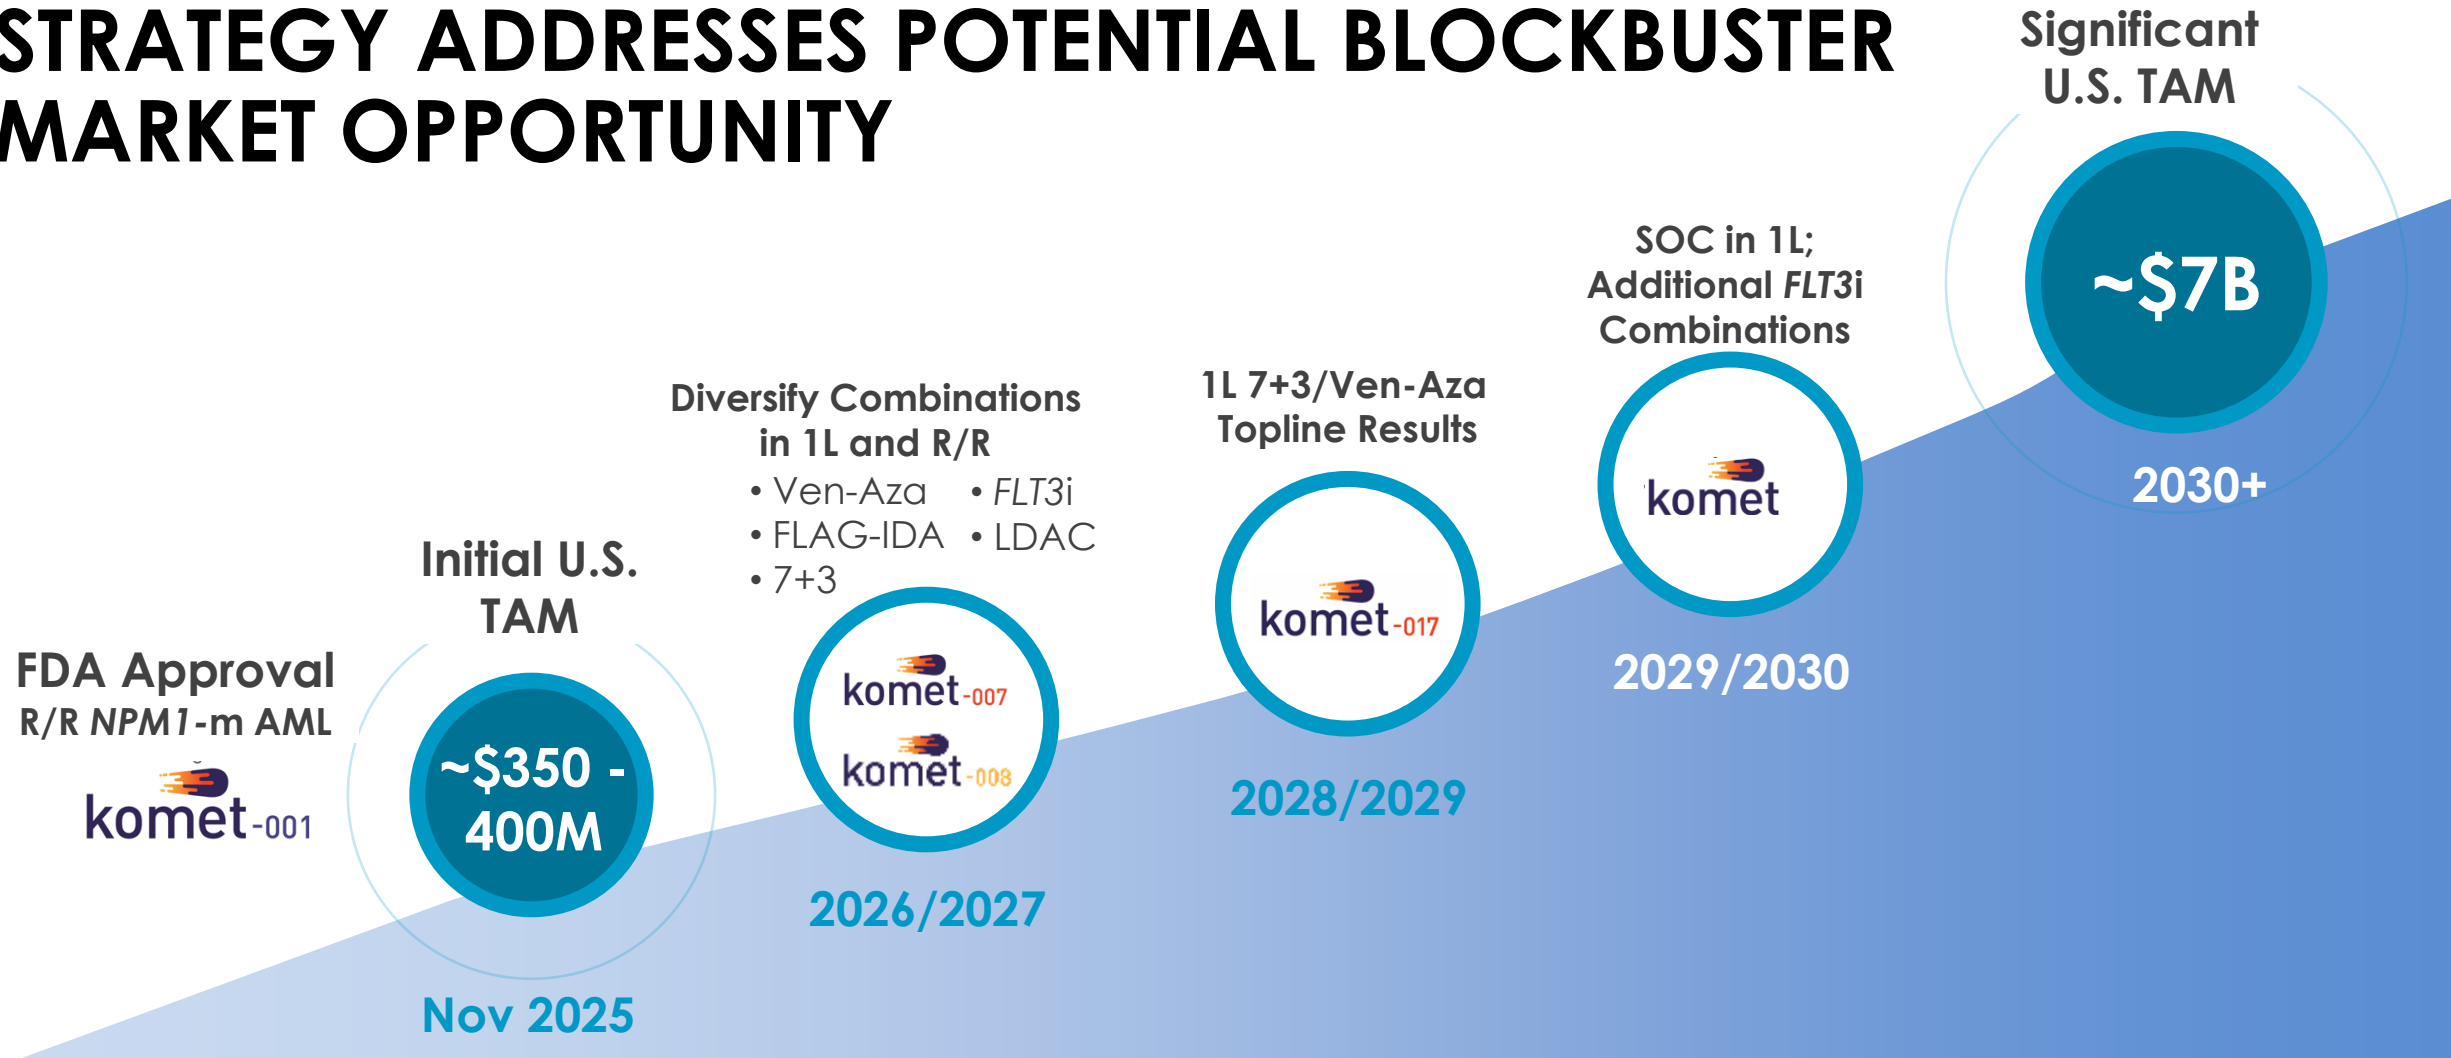 STRATEGY ADDRESSES POTENTIAL BLOCKBUSTER
MARKET OPPORTUNITY
FDA Approval
R/R NPM1-m AML
komet-001
Initial U.S.
TAM
~$350 -
400M
Nov 2025
Diversify Combinations
in 1L and R/R
• Ven-Aza • FLT3i
• FLAG-IDA • LDAC
• 7+3
komet-007
komet-008
2026/2027
1L 7+3/Ven-Aza
Topline Results
komet-017
2028/2029
SOC in 1L;
Additional FLT3i
Combinations
komet
2029/2030
Significant
U.S. TAM
~$7B
2030+